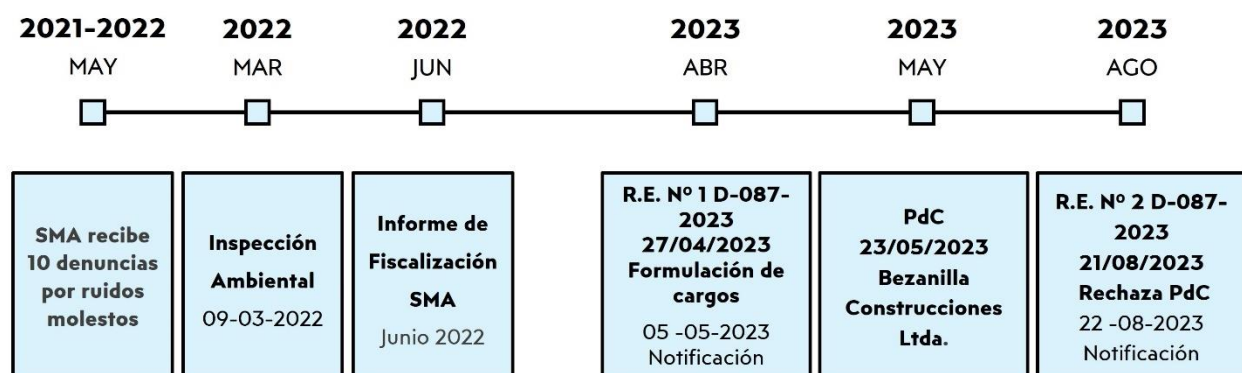 2021-2022
MAY
2022
MAR
2022
JUN
2023
ABR
2023
MAY
2023
AGO
SMA recibe
10 denuncias
por ruidos
molestos
Inspección
Ambiental
09-03-2022
Informe de
Fiscalización
SMA
Junio 2022
R.E. Nº 1 D-087-
2023
27/04/2023
Formulación de
cargos
05 -05-2023
Notificación
PdC
23/05/2023
Bezanilla
Construcciones
Ltda.
R.E. Nº 2 D-087-
2023
21/08/2023
Rechaza PdC
22 -08-2023
Notificación